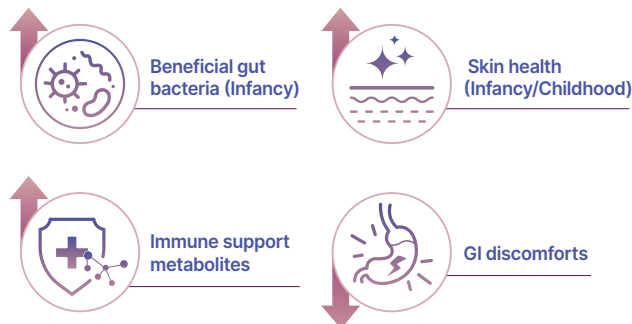 Beneficial gut
bacteria (Infancy)
Skin health
(Infancy/Childhood)
Immune support
metabolites
GI discomforts